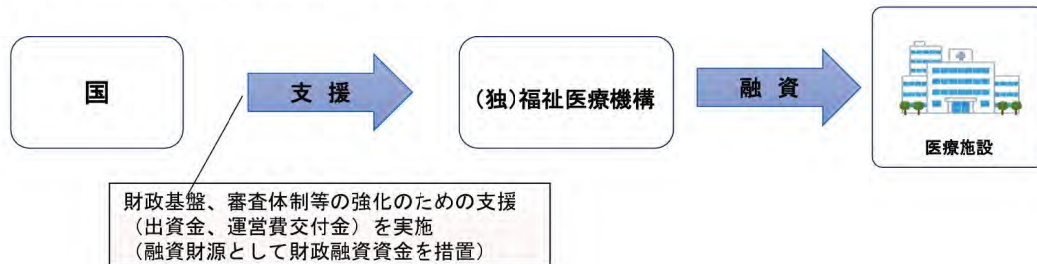 国
支援
(独)福祉医療機構
融資
医療施設
財政基盤、審査体制等の強化のための支援
（出資金、運営費交付金）を実施
（融資財源として財政融資資金を措置）